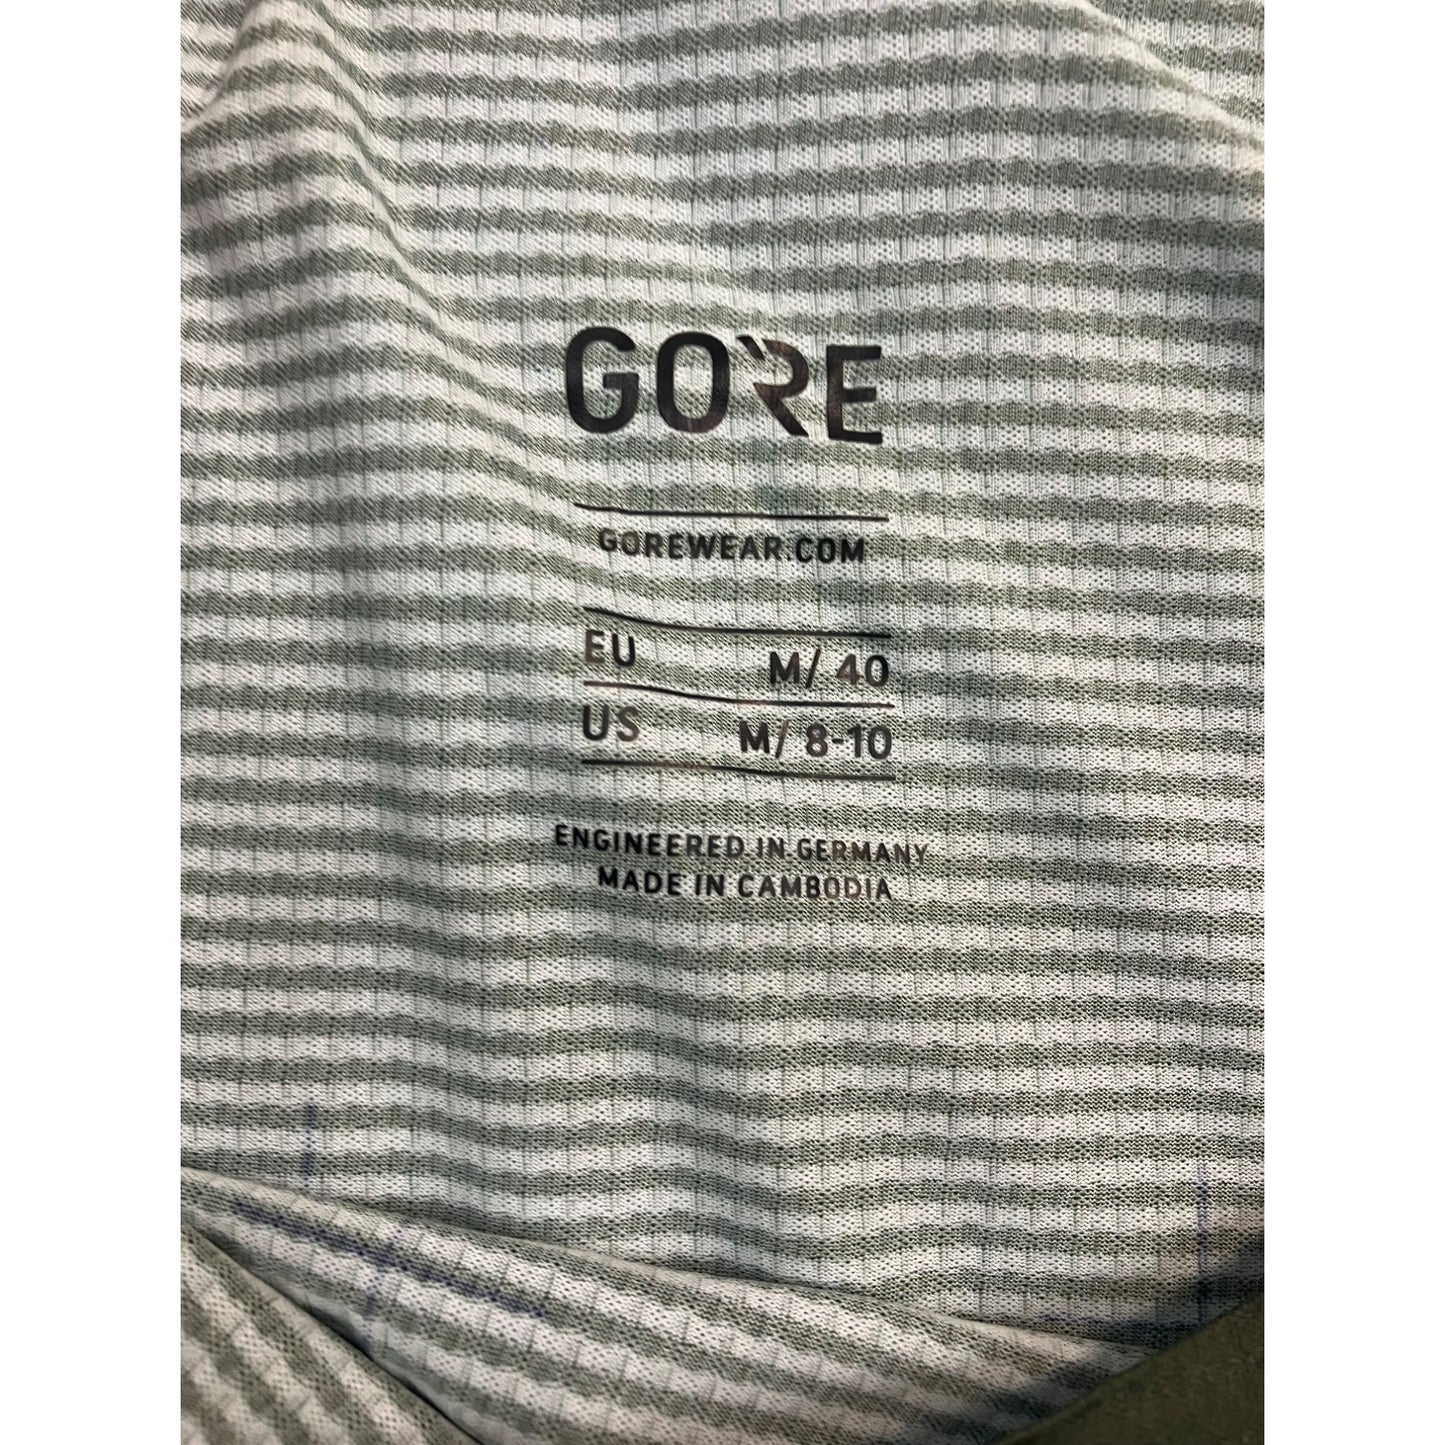 GORE
GOREWEAR.COM
EU M/ 40
US M/ 8-10
ENGINEERED IN GERMANY
MADE IN CAMBODIA